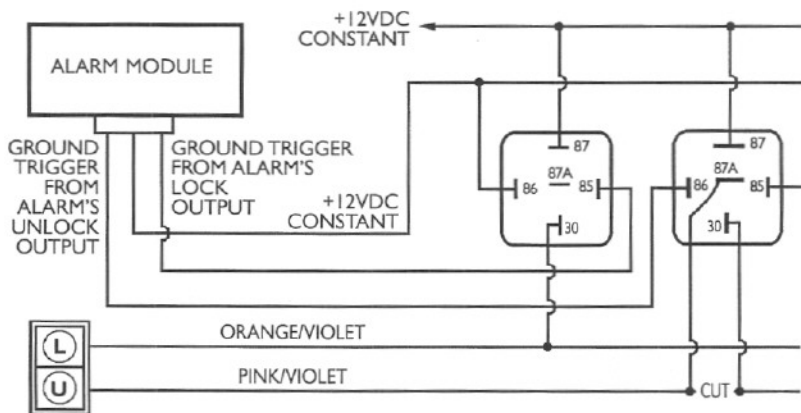 +12VDC
CONSTANT
ALARM MODULE
GROUND
TRIGGER
FROM
ALARM'S
UNLOCK
OUTPUT
GROUND TRIGGER
FROM ALARM'S
LOCK
OUTPUT
+12VDC
CONSTANT
87
87A
86
85
30
87
87A
86
85
30
L
ORANGE/VIOLET
U
PINK/VIOLET
CUT